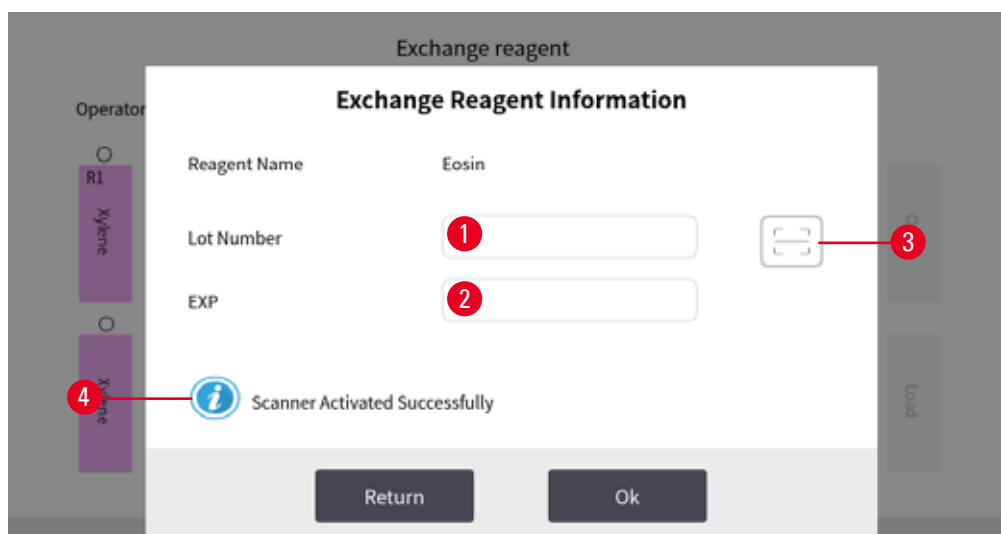 Exchange reagent
Exchange Reagent Information
Operator
R1
Xylene
Reagent Name Eosin
Lot Number 1
3
EXP 2
4
Scanner Activated Successfully
Load
Return Ok